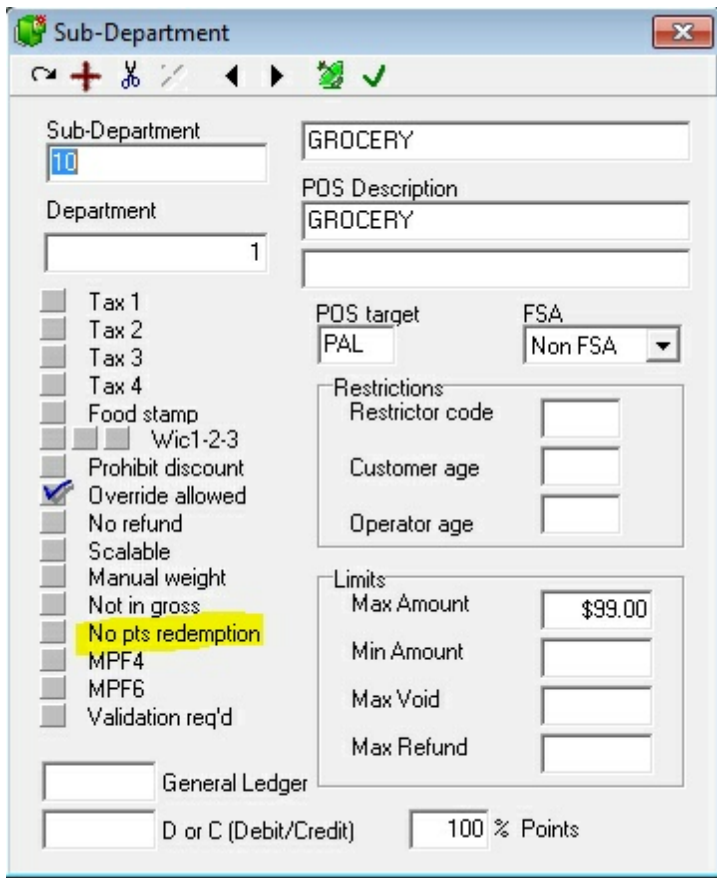 Sub-Department
Sub-Department
10
GROCERY
Department
1
POS Description
GROCERY
Tax 1
Tax 2
Tax 3
Tax 4
Food stamp
Wic1-2-3
Prohibit discount
Override allowed
No refund
Scalable
Manual weight
Not in gross
No pts redemption
MPF4
MPF6
Validation req'd
POS target
PAL
FSA
Non FSA
Restrictions
Restrictor code
Customer age
Operator age
Limits
Max Amount $99.00
Min Amount
Max Void
Max Refund
General Ledger
D or C (Debit/Credit)
100 % Points